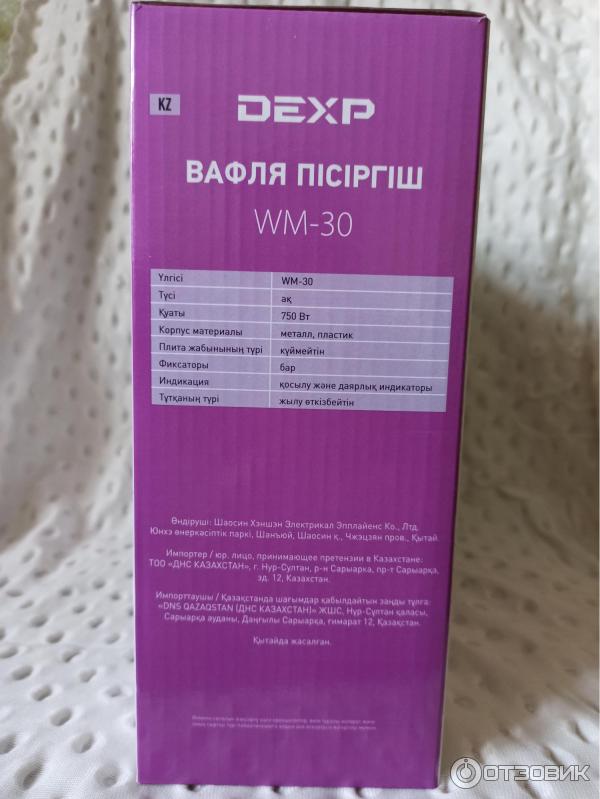 KZ
DEXP
ВАФЛЯ ПІСІРГІШ
WM-30
Үлгісі WM-30
Түсі ақ
Қуаты 750 Вт
Корпус материалы металл, пластик
Плита жабынының түрі күймейтін
Фиксаторы бар
Индикация қосылу және даярлық индикаторы
Тұтқаның түрі жылу өткізбейтін
Өндіруші: Шаосин Хэншэн Электрикал Эпплайенс Ко., Лтд.
Юнхэ өнеркәсіптік паркі, Шанъюй, Шаосин қ., Чжэцзян пров., Қытай.
Импортер / юр. лицо, принимающее претензии в Казахстане:
ТОО «ДНС КАЗАХСТАН», г. Нур-Султан, р-н Сарыарка, пр-т Сарыарқа,
зд. 12, Казахстан.
Импорттаушы / Қазақстанда шағымдар қабылдайтын заңды тұлға:
«DNS QAZAQSTAN (ДНС КАЗАХСТАН)» ЖШС, Нұр-Сұлтан қаласы,
Сарыарқа ауданы, Даңғылы Сарыарқа, ғимарат 12, Қазақстан.
Қытайда жасалған.
ОТЗОВИК